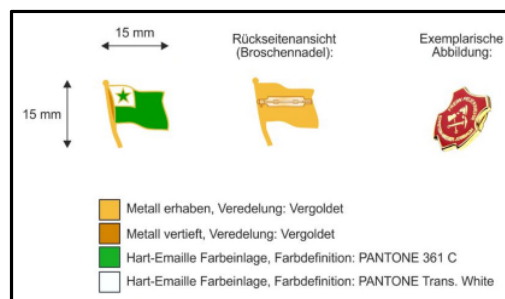 15 mm
Rückseitenansicht
(Broschennadel):
Exemplarische
Abbildung:
15 mm
Metall erhaben, Veredelung: Vergoldet
Metall vertieft, Veredelung: Vergoldet
Hart-Emaille Farbeinlage, Farbdefinition: PANTONE 361 C
Hart-Emaille Farbeinlage, Farbdefinition: PANTONE Trans. White